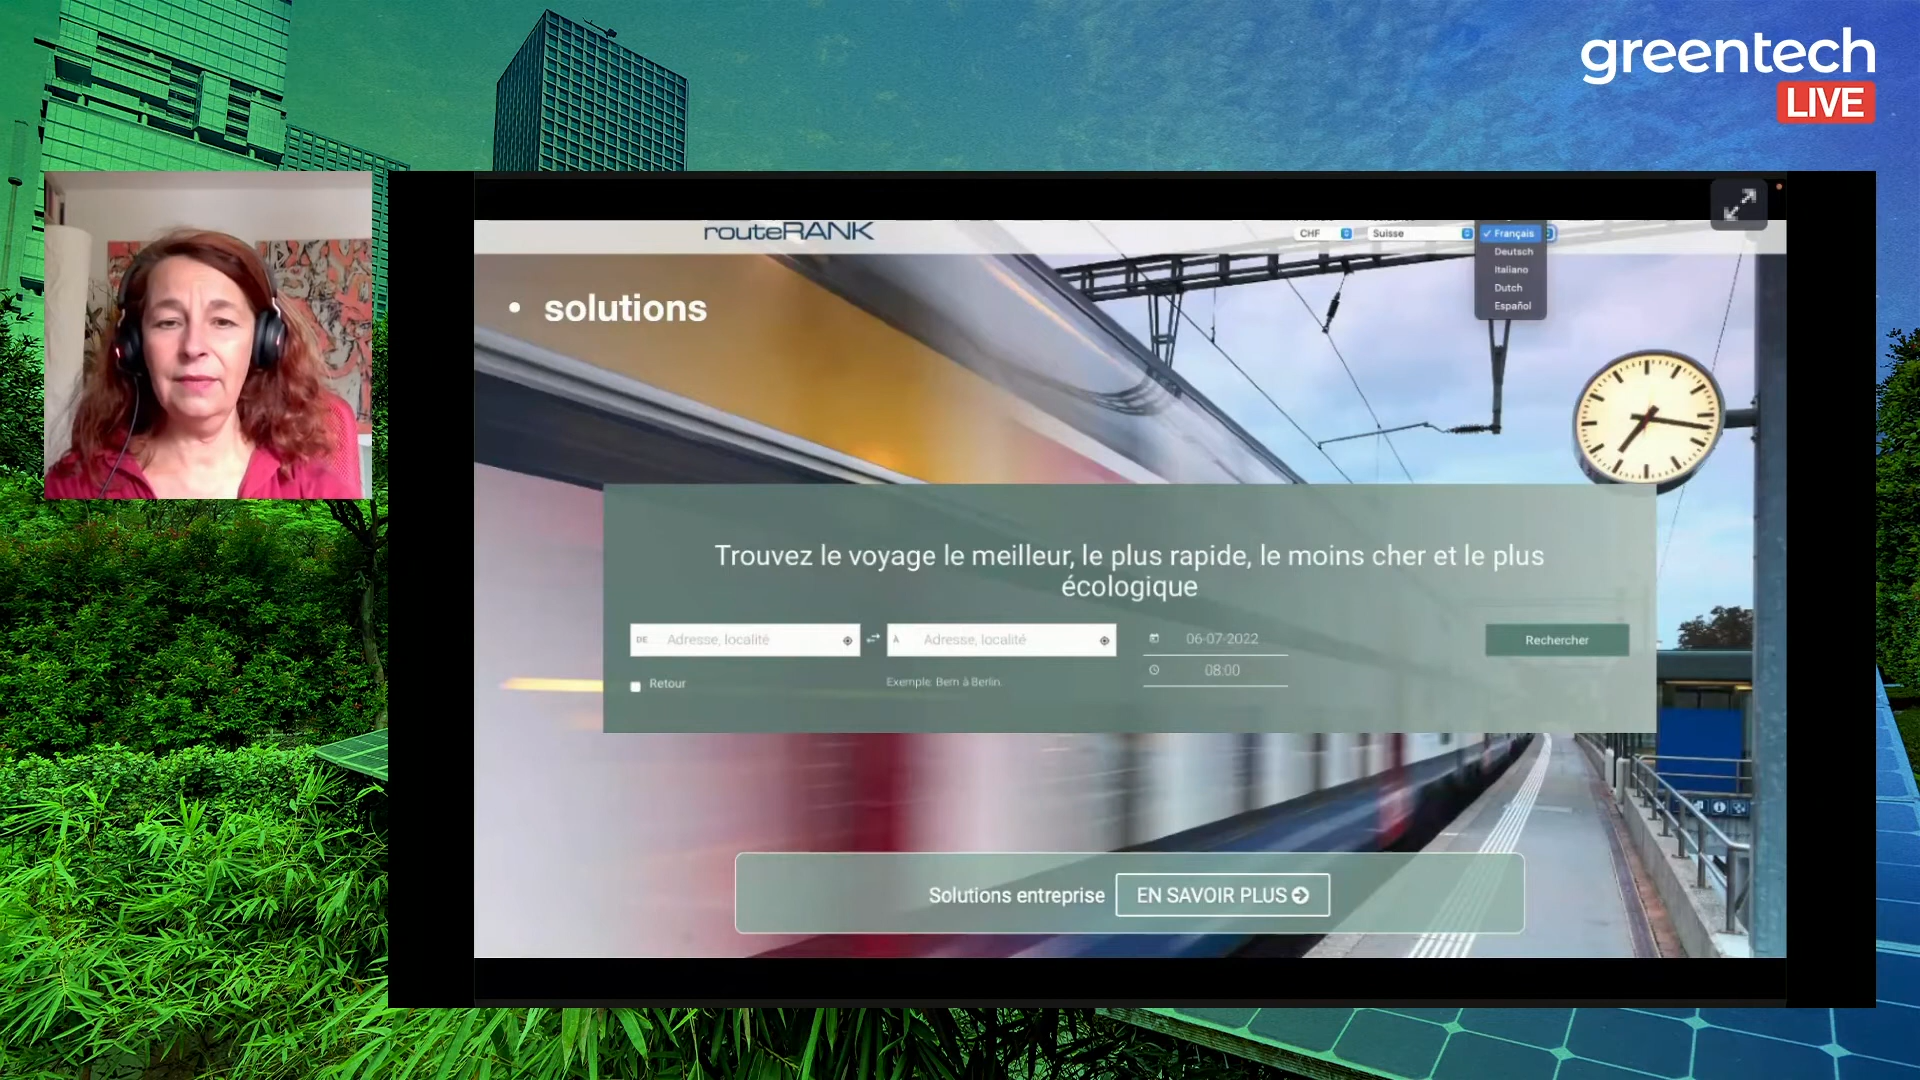 greentech
LIVE
routeRANK
CHF
Suisse
Français
Deutsch
Italiano
Dutch
Español
• solutions
Trouvez le voyage le meilleur, le plus rapide, le moins cher et le plus
écologique
DE
Adresse, localité
À
Adresse, localité
06-07-2022
Rechercher
08:00
Retour
Exemple: Bern à Berlin.
Solutions entreprise
EN SAVOIR PLUS